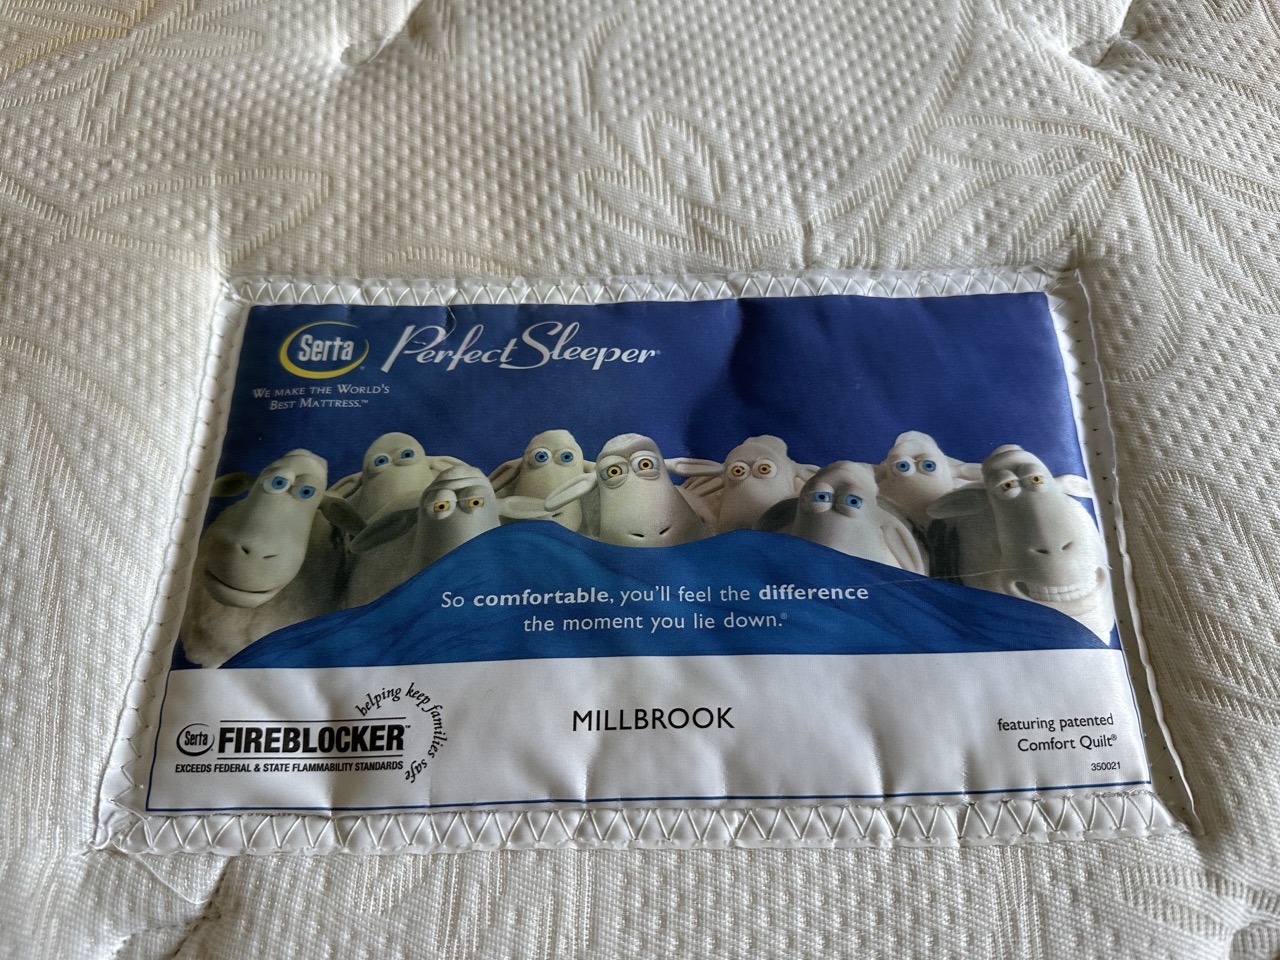 Serta® Perfect Sleeper®
WE MAKE THE WORLD'S
BEST MATTRESS.™
So comfortable, you'll feel the difference
the moment you lie down.®
helping keep families safe
Serta FIREBLOCKER™
EXCEEDS FEDERAL & STATE FLAMMABILITY STANDARDS
MILLBROOK
featuring patented
Comfort Quilt®
350021